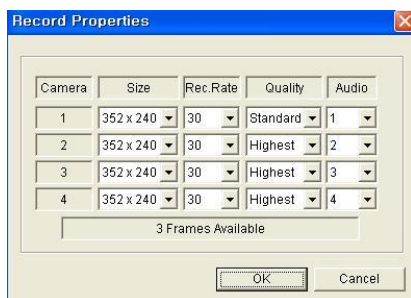 Record Properties
Camera Size Rec.Rate Quality Audio
1 352 x 240 30 Standard 1
2 352 x 240 30 Highest 2
3 352 x 240 30 Highest 3
4 352 x 240 30 Highest 4
3 Frames Available
OK Cancel